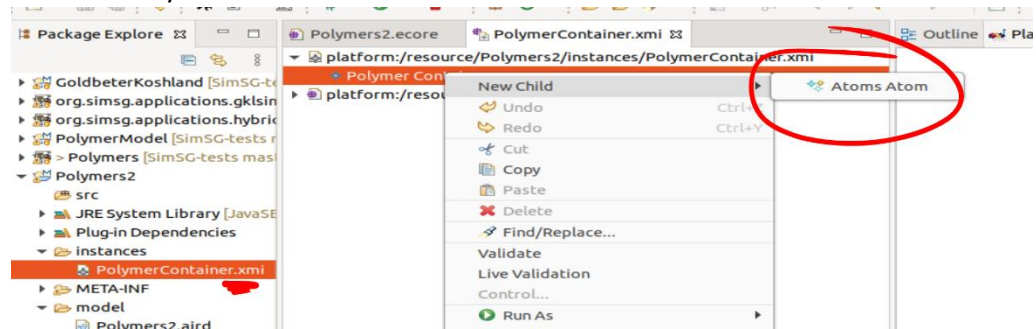 Package Explore
Polymers2.ecore
PolymerContainer.xmi
Outline
Pla
platform:/resource/Polymers2/instances/PolymerContainer.xmi
Polymer Cont
platform:/resou
GoldbeterKoshland [SimSG-te
org.simsg.applications.gklsin
org.simsg.applications.hybri
PolymerModel [SimSG-tests r
> Polymers [SimSG-tests mas
Polymers2
src
JRE System Library [JavaSE
Plug-in Dependencies
instances
PolymerContainer.xmi
META-INF
model
Polymers2.aird
New Child
Undo
Redo Ctrl+Y
Cut
Copy
Paste
Delete
Find/Replace...
Validate
Live Validation
Control...
Run As
Atoms Atom